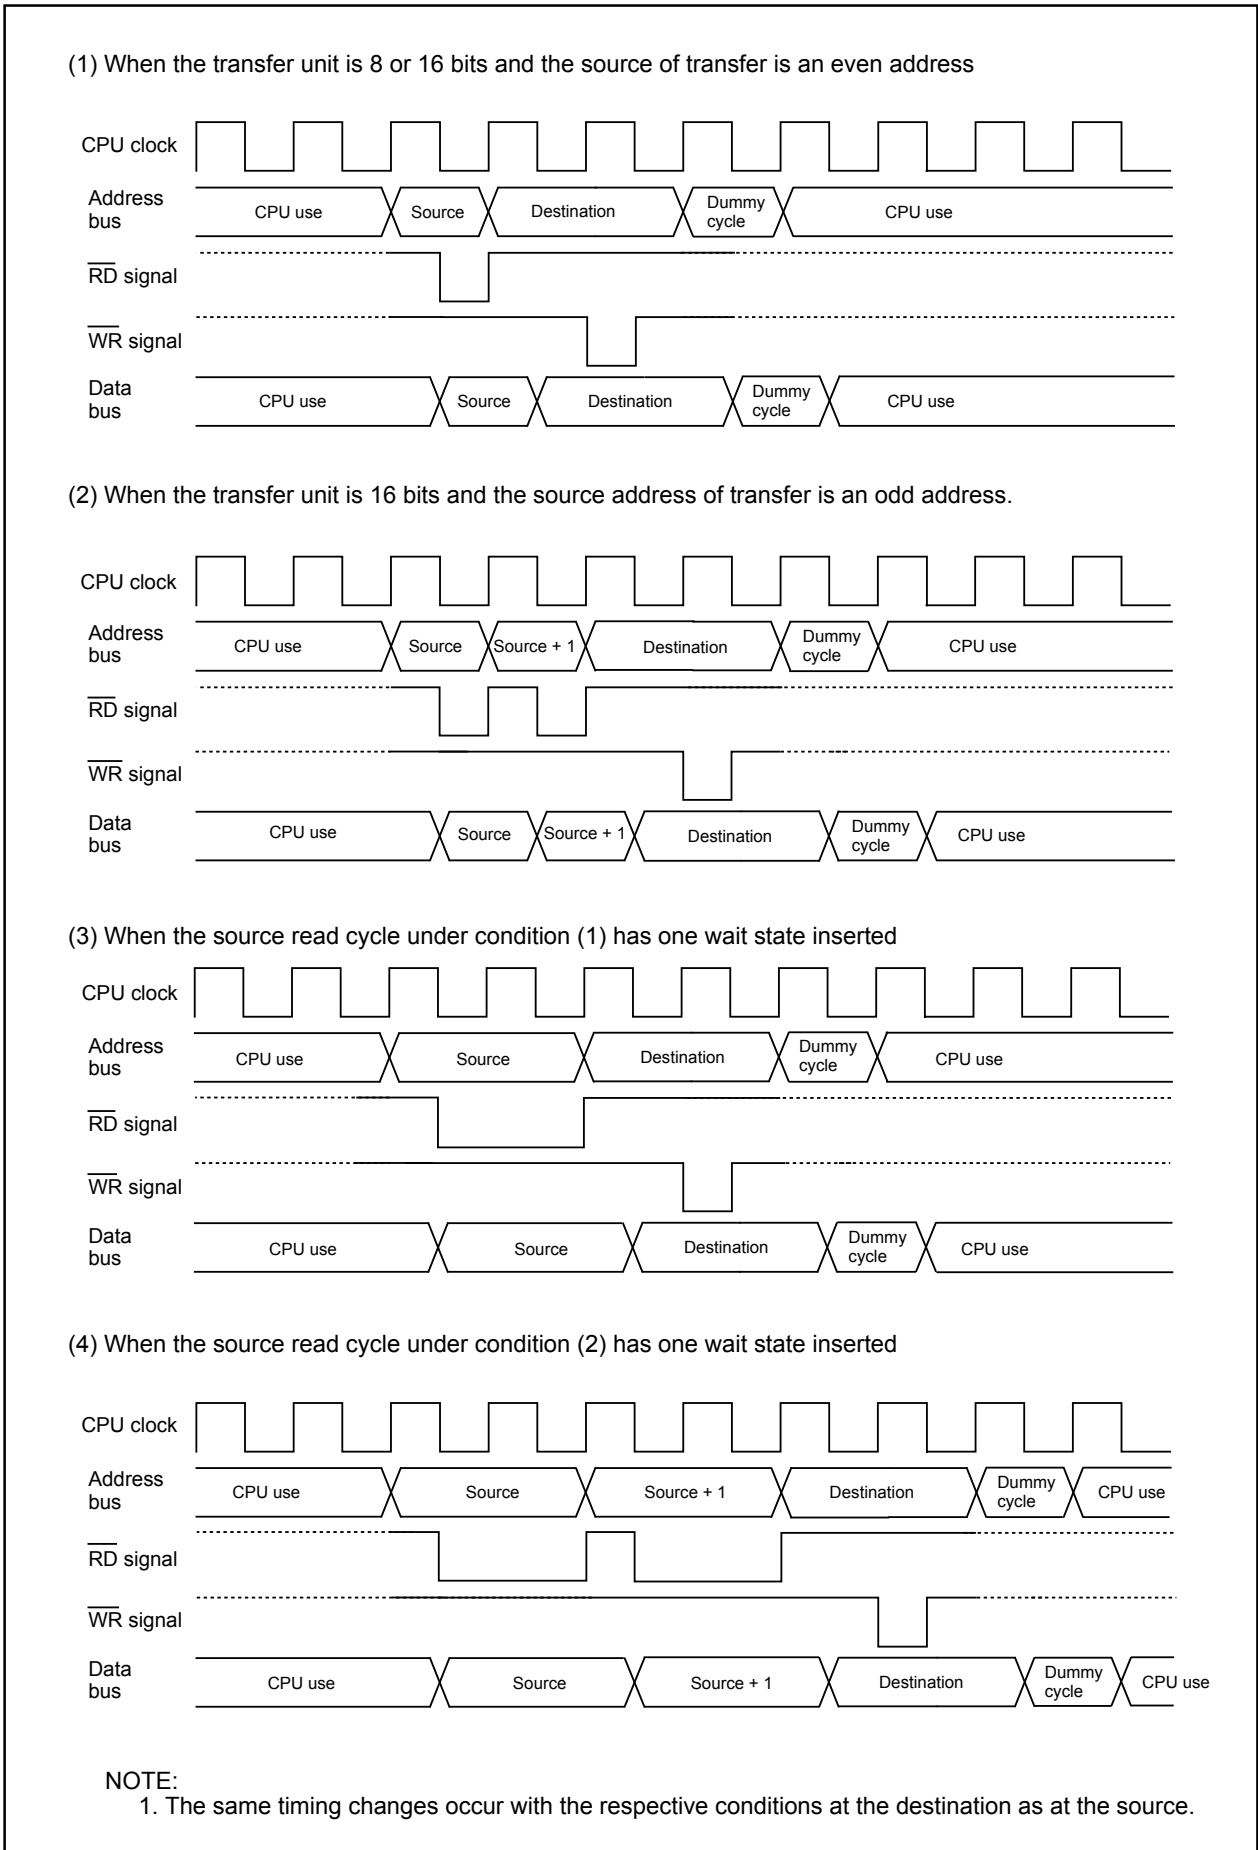 (1) When the transfer unit is 8 or 16 bits and the source of transfer is an even address
CPU clock
Address
bus
CPU use
Source
Destination
Dummy
cycle
CPU use
RD signal
WR signal
Data
bus
CPU use
Source
Destination
Dummy
cycle
CPU use
(2) When the transfer unit is 16 bits and the source address of transfer is an odd address.
CPU clock
Address
bus
CPU use
Source
Source + 1
Destination
Dummy
cycle
CPU use
RD signal
WR signal
Data
bus
CPU use
Source
Source + 1
Destination
Dummy
cycle
CPU use
(3) When the source read cycle under condition (1) has one wait state inserted
CPU clock
Address
bus
CPU use
Source
Destination
Dummy
cycle
CPU use
RD signal
WR signal
Data
bus
CPU use
Source
Destination
Dummy
cycle
CPU use
(4) When the source read cycle under condition (2) has one wait state inserted
CPU clock
Address
bus
CPU use
Source
Source + 1
Destination
Dummy
cycle
CPU use
RD signal
WR signal
Data
bus
CPU use
Source
Source + 1
Destination
Dummy
cycle
CPU use
NOTE:
1. The same timing changes occur with the respective conditions at the destination as at the source.